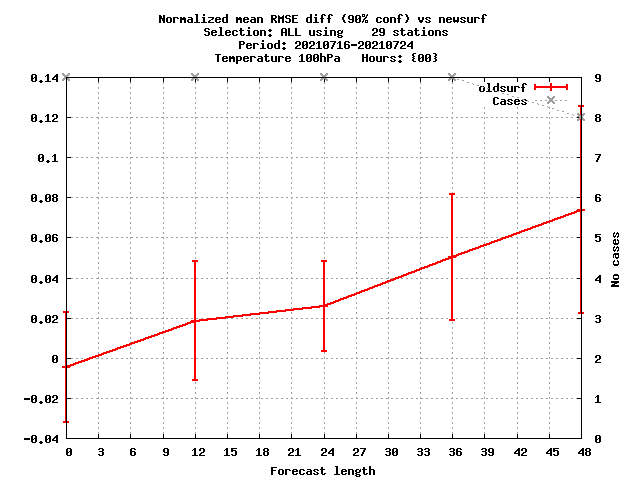 Normalized mean RMSE diff (90% conf) vs newsurf
Selection: ALL using    29 stations
Period: 20210716-20210724
Temperature 100hPa   Hours: {00}
0.14
0.12
0.1
0.08
0.06
0.04
0.02
0
-0.02
-0.04
oldsurf
Cases
9
8
7
6
5
4
3
2
1
0
No cases
0 3 6 9 12 15 18 21 24 27 30 33 36 39 42 45 48
Forecast length